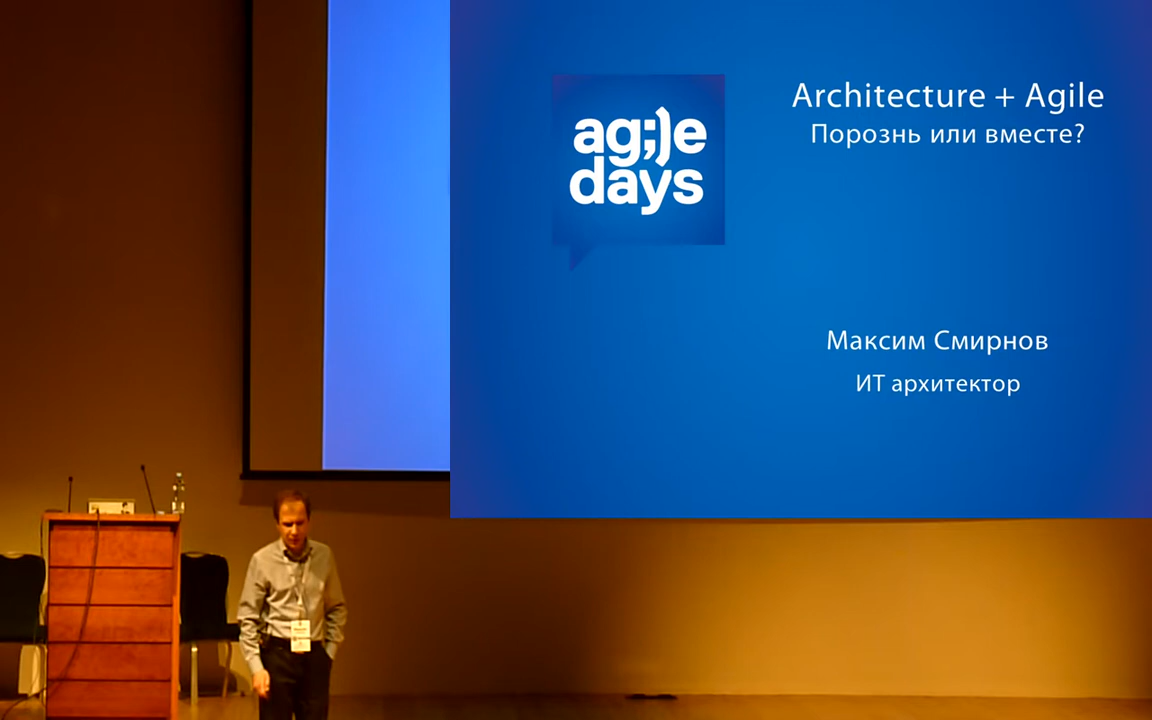 ag;)e
days
Architecture + Agile
Порознь или вместе?
Максим Смирнов
ИТ архитектор